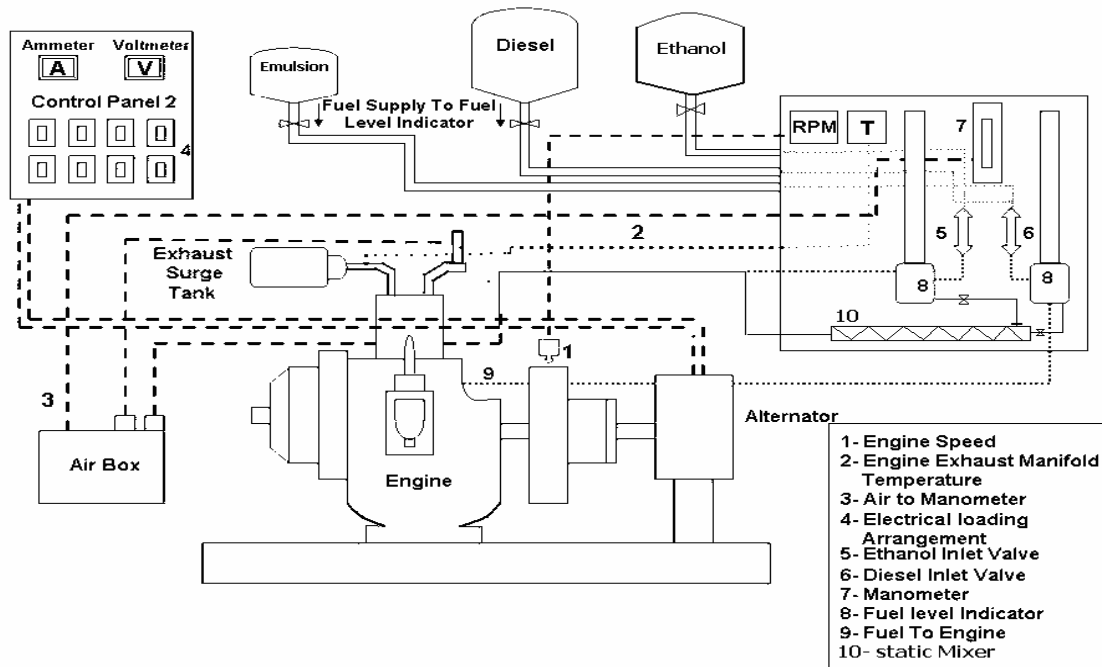 Ammeter Voltmeter
A V
Control Panel 2
4
Emulsion
Diesel
Ethanol
Fuel Supply To Fuel
Level Indicator
RPM T
7
5
6
8
8
10
2
Exhaust
Surge
Tank
1
9
3
Air Box
Engine
Alternator
1- Engine Speed
2- Engine Exhaust Manifold
Temperature
3- Air to Manometer
4- Electrical loading
Arrangement
5- Ethanol Inlet Valve
6- Diesel Inlet Valve
7- Manometer
8- Fuel level Indicator
9- Fuel To Engine
10- static Mixer